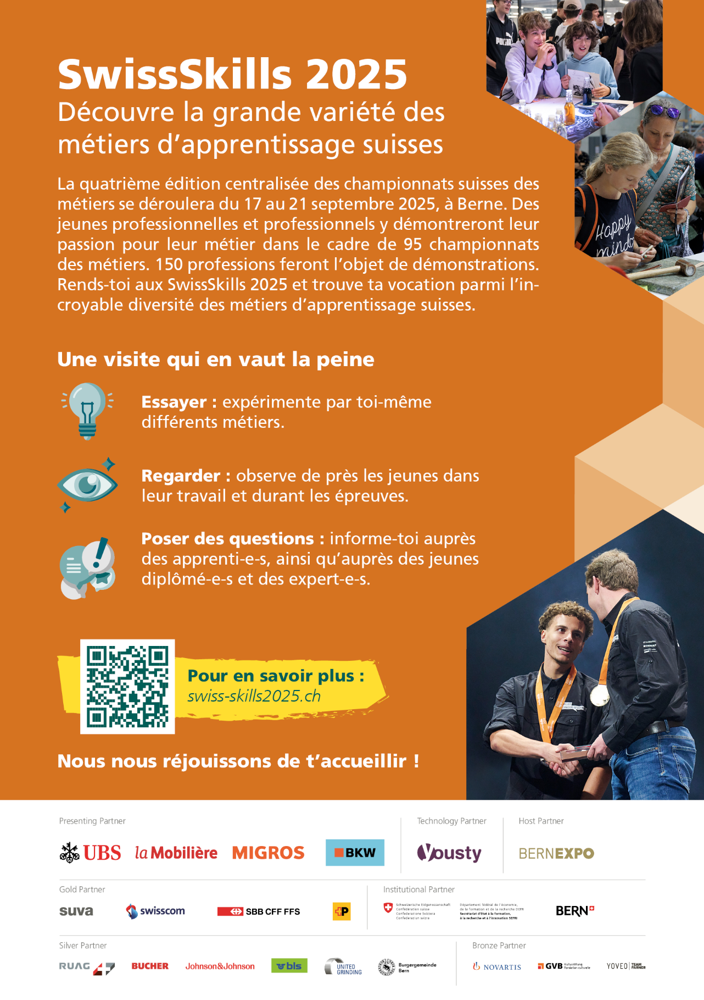 SwissSkills 2025
Découvre la grande variété des
métiers d’apprentissage suisses
La quatrième édition centralisée des championnats suisses des
métiers se déroulera du 17 au 21 septembre 2025, à Berne. Des
jeunes professionnelles et professionnels y démontreront leur
passion pour leur métier dans le cadre de 95 championnats
des métiers. 150 professions feront l’objet de démonstrations.
Rends-toi aux SwissSkills 2025 et trouve ta vocation parmi l’in-
croyable diversité des métiers d’apprentissage suisses.
Happy
mind
Une visite qui en vaut la peine
Essayer : expérimente par toi-même
différents métiers.
Regarder : observe de près les jeunes dans
leur travail et durant les épreuves.
Poser des questions : informe-toi auprès
des apprenti-e-s, ainsi qu’auprès des jeunes
diplômé-e-s et des expert-e-s.
Pour en savoir plus :
swiss-skills2025.ch
Nous nous réjouissons de t’accueillir !
Presenting Partner
Technology Partner
Host Partner
UBS
la Mobilière
MIGROS
BKW
Yousty
BERNEXPO
Gold Partner
Institutional Partner
suva
swisscom
SBB CFF FFS
P
Schweizerische Eidgenossenschaft
Confédération suisse
Confederazione Svizzera
Confederaziun svizra
Département fédéral de l’économie,
de la formation et de la recherche DEFR
Secrétariat d’Etat à la formation,
à la recherche et à l’innovation SEFRI
BERN
Silver Partner
Bronze Partner
RUAG
BUCHER
Johnson&Johnson
bls
UNITED
GRINDING
Burgergemeinde
Bern
NOVARTIS
GVB Kulturstiftung
Fondation culturelle
YOVEO TEAM
PARNER